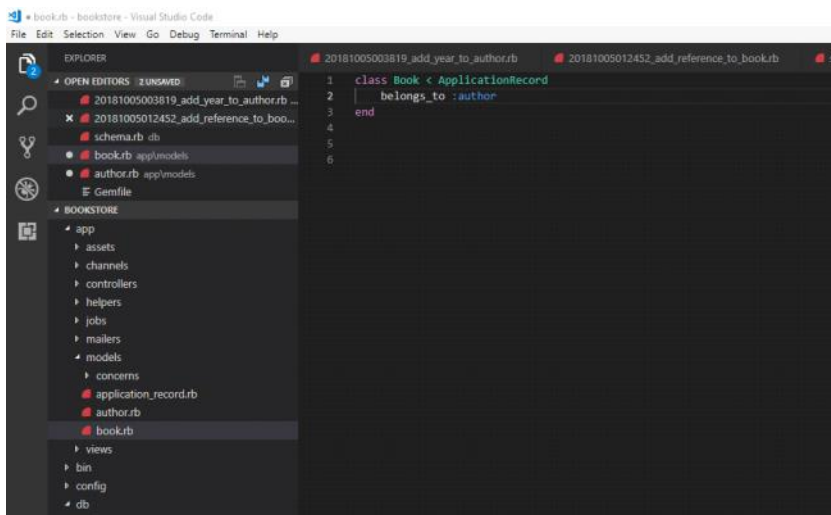 book.rb - bookstore - Visual Studio Code
File Edit Selection View Go Debug Terminal Help
2
EXPLORER
OPEN EDITORS 2 UNSAVED
20181005003819_add_year_to_author.rb ...
20181005012452_add_reference_to_boo...
schema.rb db
book.rb app\models
author.rb app\models
Gemfile
BOOKSTORE
app
assets
channels
controllers
helpers
jobs
mailers
models
concerns
application_record.rb
author.rb
book.rb
views
bin
config
db
20181005003819_add_year_to_author.rb 20181005012452_add_reference_to_book.rb
1 class Book < ApplicationRecord
2 belongs_to :author
3 end
4
5
6